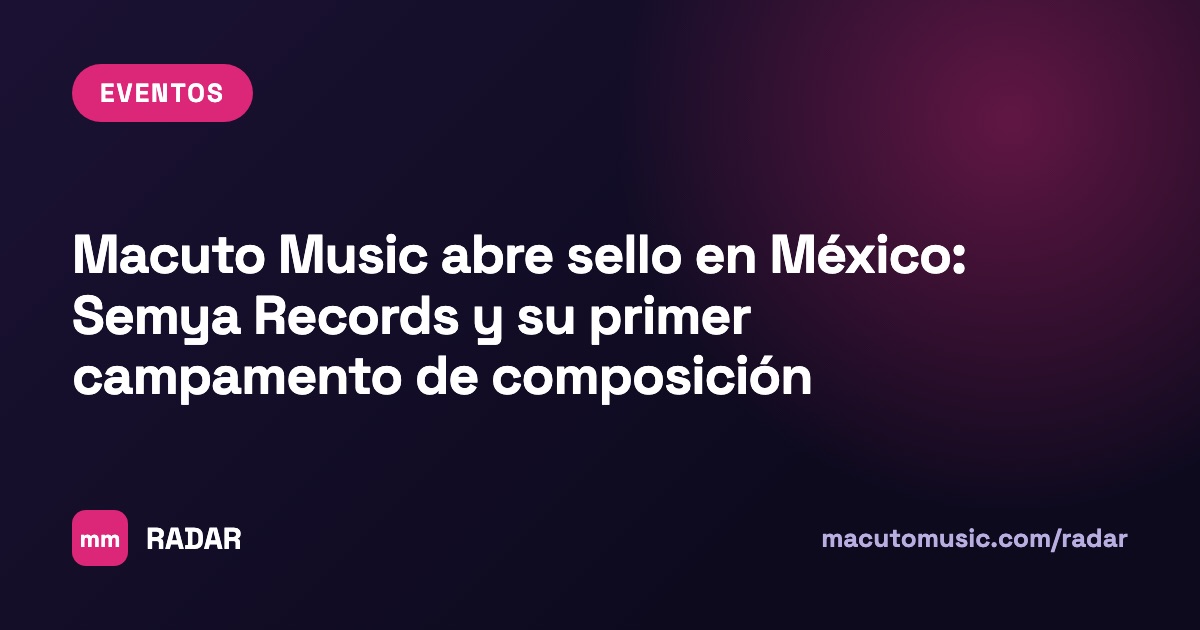 EVENTOS
Macuto Music abre sello en México:
Semya Records y su primer
campamento de composición
mm RADAR
macutomusic.com/radar